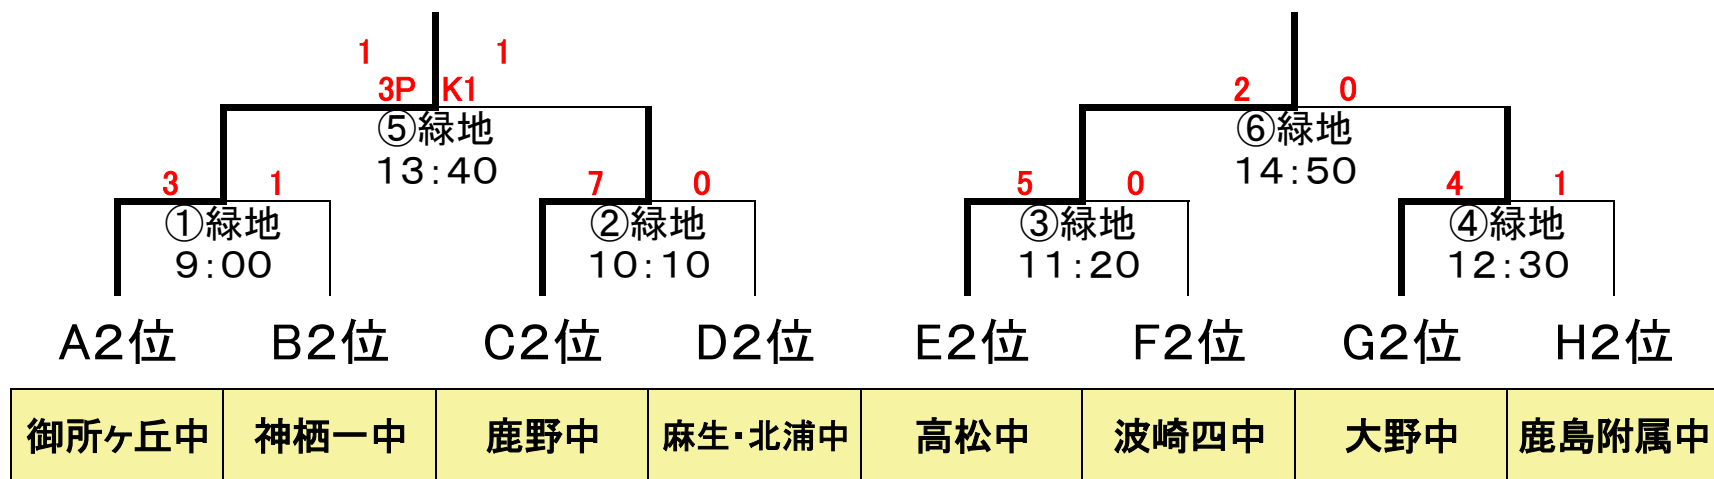 1 1
3P K1 2 0
⑤緑地 ⑥緑地
13:40 14:50
3 1 7 0 5 0 4 1
①緑地 ②緑地 ③緑地 ④緑地
9:00 10:10 11:20 12:30
A2位 B2位 C2位 D2位 E2位 F2位 G2位 H2位
御所ヶ丘中 神栖一中 鹿野中 麻生・北浦中 高松中 波崎四中 大野中 鹿島附属中